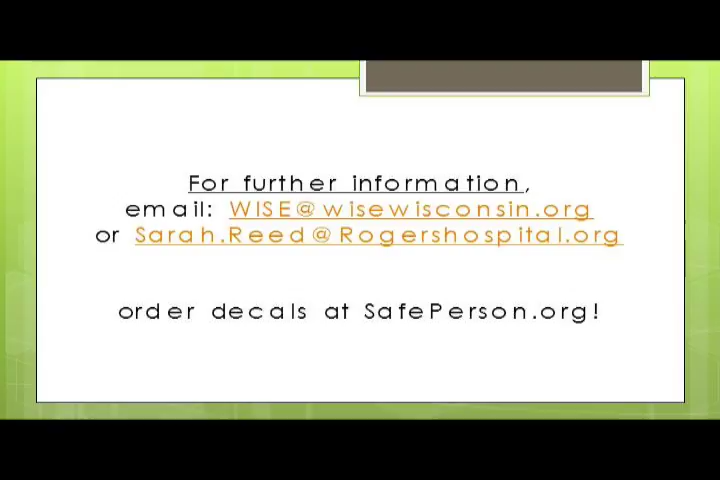 For further information,
email: WISE@wisewisconsin.org
or Sarah.Reed@Rogershospital.org
order decals at SafePerson.org!